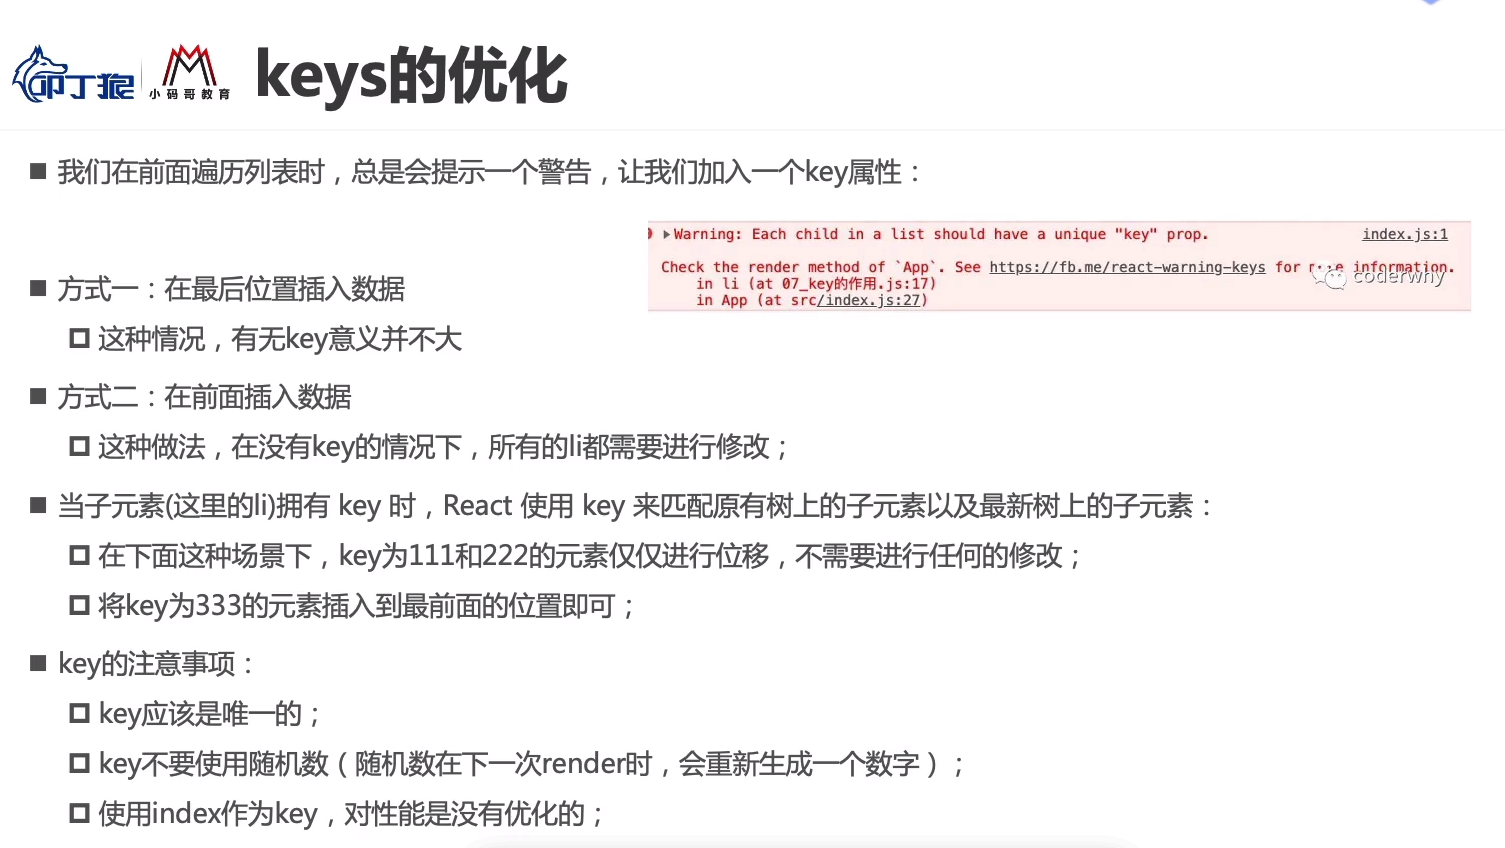 叩丁狼
小码哥教育
keys的优化
■ 我们在前面遍历列表时，总是会提示一个警告，让我们加入一个key属性：
▶Warning: Each child in a list should have a unique "key" prop. index.js:1
Check the render method of `App`. See https://fb.me/react-warning-keys for more information.
in li (at 07_key的作用.js:17)
in App (at src/index.js:27)
coderwhy
■ 方式一：在最后位置插入数据
这种情况，有无key意义并不大
■ 方式二：在前面插入数据
这种做法，在没有key的情况下，所有的li都需要进行修改；
■ 当子元素(这里的li)拥有 key 时，React 使用 key 来匹配原有树上的子元素以及最新树上的子元素：
在下面这种场景下，key为111和222的元素仅仅进行位移，不需要进行任何的修改；
将key为333的元素插入到最前面的位置即可；
■ key的注意事项：
key应该是唯一的；
key不要使用随机数（随机数在下一次render时，会重新生成一个数字）；
使用index作为key，对性能是没有优化的；